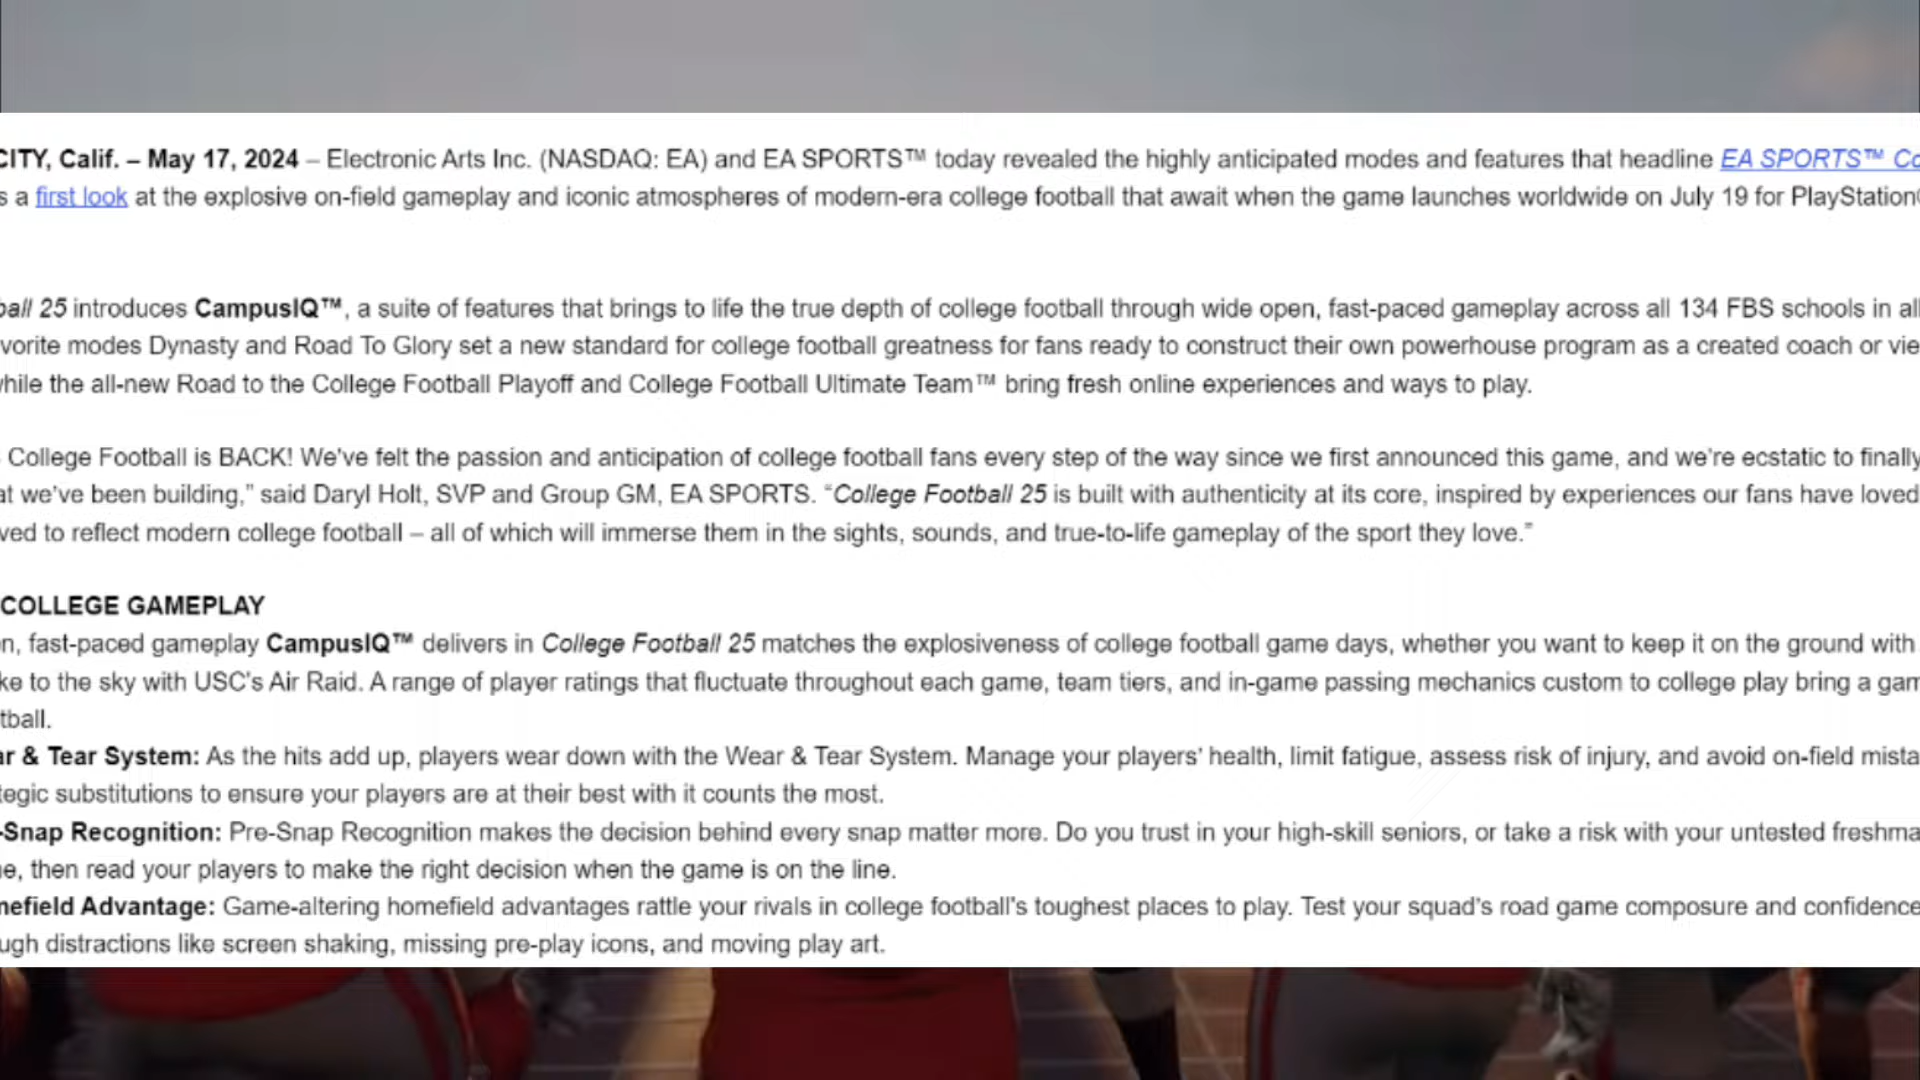 CITY, Calif. – May 17, 2024 – Electronic Arts Inc. (NASDAQ: EA) and EA SPORTS™ today revealed the highly anticipated modes and features that headline EA SPORTS™ Co
s a first look at the explosive on-field gameplay and iconic atmospheres of modern-era college football that await when the game launches worldwide on July 19 for PlayStation
ball 25 introduces CampusIQ™, a suite of features that brings to life the true depth of college football through wide open, fast-paced gameplay across all 134 FBS schools in all
vorite modes Dynasty and Road To Glory set a new standard for college football greatness for fans ready to construct their own powerhouse program as a created coach or vie
while the all-new Road to the College Football Playoff and College Football Ultimate Team™ bring fresh online experiences and ways to play.
College Football is BACK! We've felt the passion and anticipation of college football fans every step of the way since we first announced this game, and we're ecstatic to finally
at we've been building,” said Daryl Holt, SVP and Group GM, EA SPORTS. “College Football 25 is built with authenticity at its core, inspired by experiences our fans have loved
ved to reflect modern college football – all of which will immerse them in the sights, sounds, and true-to-life gameplay of the sport they love.”
COLLEGE GAMEPLAY
n, fast-paced gameplay CampusIQ™ delivers in College Football 25 matches the explosiveness of college football game days, whether you want to keep it on the ground with
ke to the sky with USC's Air Raid. A range of player ratings that fluctuate throughout each game, team tiers, and in-game passing mechanics custom to college play bring a gam
tball.
ar & Tear System: As the hits add up, players wear down with the Wear & Tear System. Manage your players' health, limit fatigue, assess risk of injury, and avoid on-field mista
tegic substitutions to ensure your players are at their best with it counts the most.
-Snap Recognition: Pre-Snap Recognition makes the decision behind every snap matter more. Do you trust in your high-skill seniors, or take a risk with your untested freshma
e, then read your players to make the right decision when the game is on the line.
mefield Advantage: Game-altering homefield advantages rattle your rivals in college football's toughest places to play. Test your squad's road game composure and confidence
ugh distractions like screen shaking, missing pre-play icons, and moving play art.